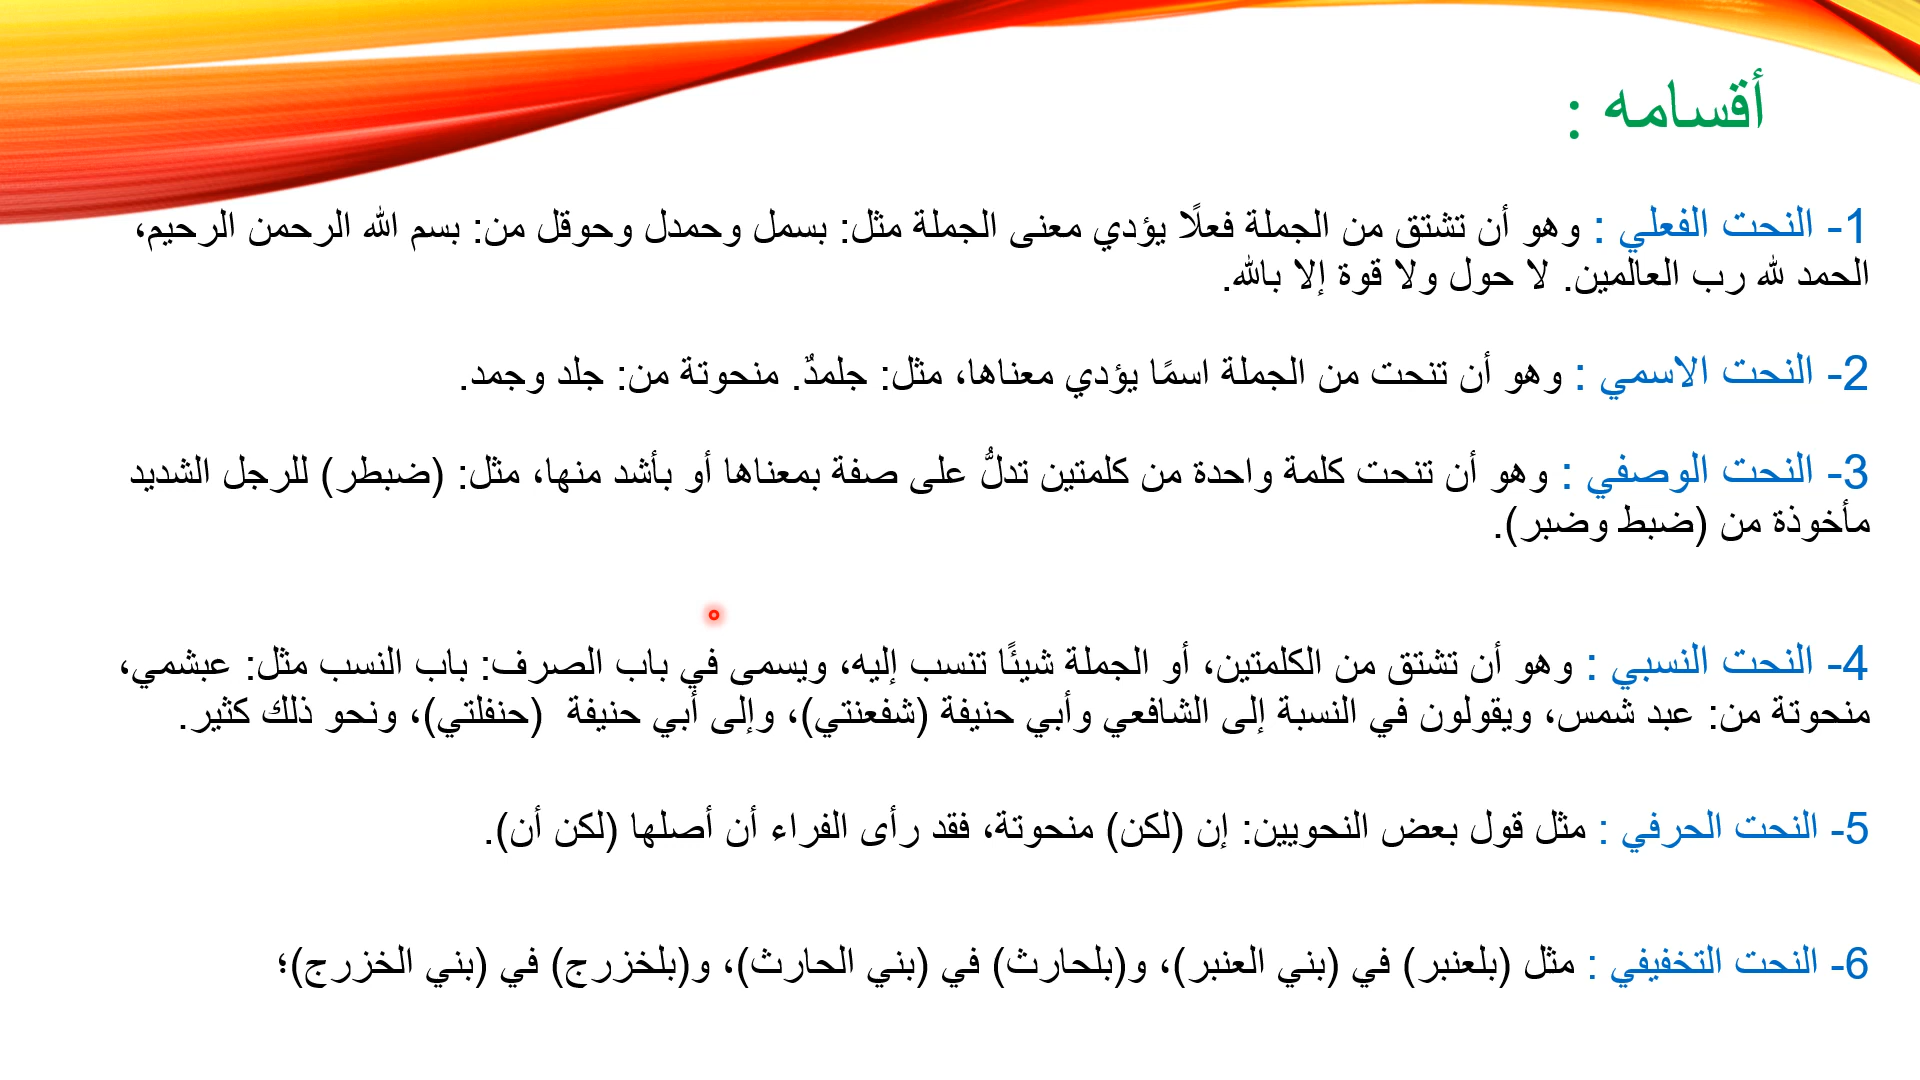 أقسامه :
1- النحت الفعلي : وهو أن تشتق من الجملة فعلًا يؤدي معنى الجملة مثل: بسمل وحمدل وحوقل من: بسم الله الرحمن الرحيم،
الحمد لله رب العالمين. لا حول ولا قوة إلا بالله.
2- النحت الاسمي : وهو أن تنحت من الجملة اسمًا يؤدي معناها، مثل: جلمدٌ. منحوتة من: جلد وجمد.
3- النحت الوصفي : وهو أن تنحت كلمة واحدة من كلمتين تدلُّ على صفة بمعناها أو بأشد منها، مثل: (ضبطر) للرجل الشديد
مأخوذة من (ضبط وضبر).
4- النحت النسبي : وهو أن تشتق من الكلمتين، أو الجملة شيئًا تنسب إليه، ويسمى في باب الصرف: باب النسب مثل: عبشمي،
منحوتة من: عبد شمس، ويقولون في النسبة إلى الشافعي وأبي حنيفة (شفعنتي)، وإلى أبي حنيفة (حنفلتي)، ونحو ذلك كثير.
5- النحت الحرفي : مثل قول بعض النحويين: إن (لكن) منحوتة، فقد رأى الفراء أن أصلها (لكن أن).
6- النحت التخفيفي : مثل (بلعنبر) في (بني العنبر)، و(بلحارث) في (بني الحارث)، و(بلخزرج) في (بني الخزرج)؛